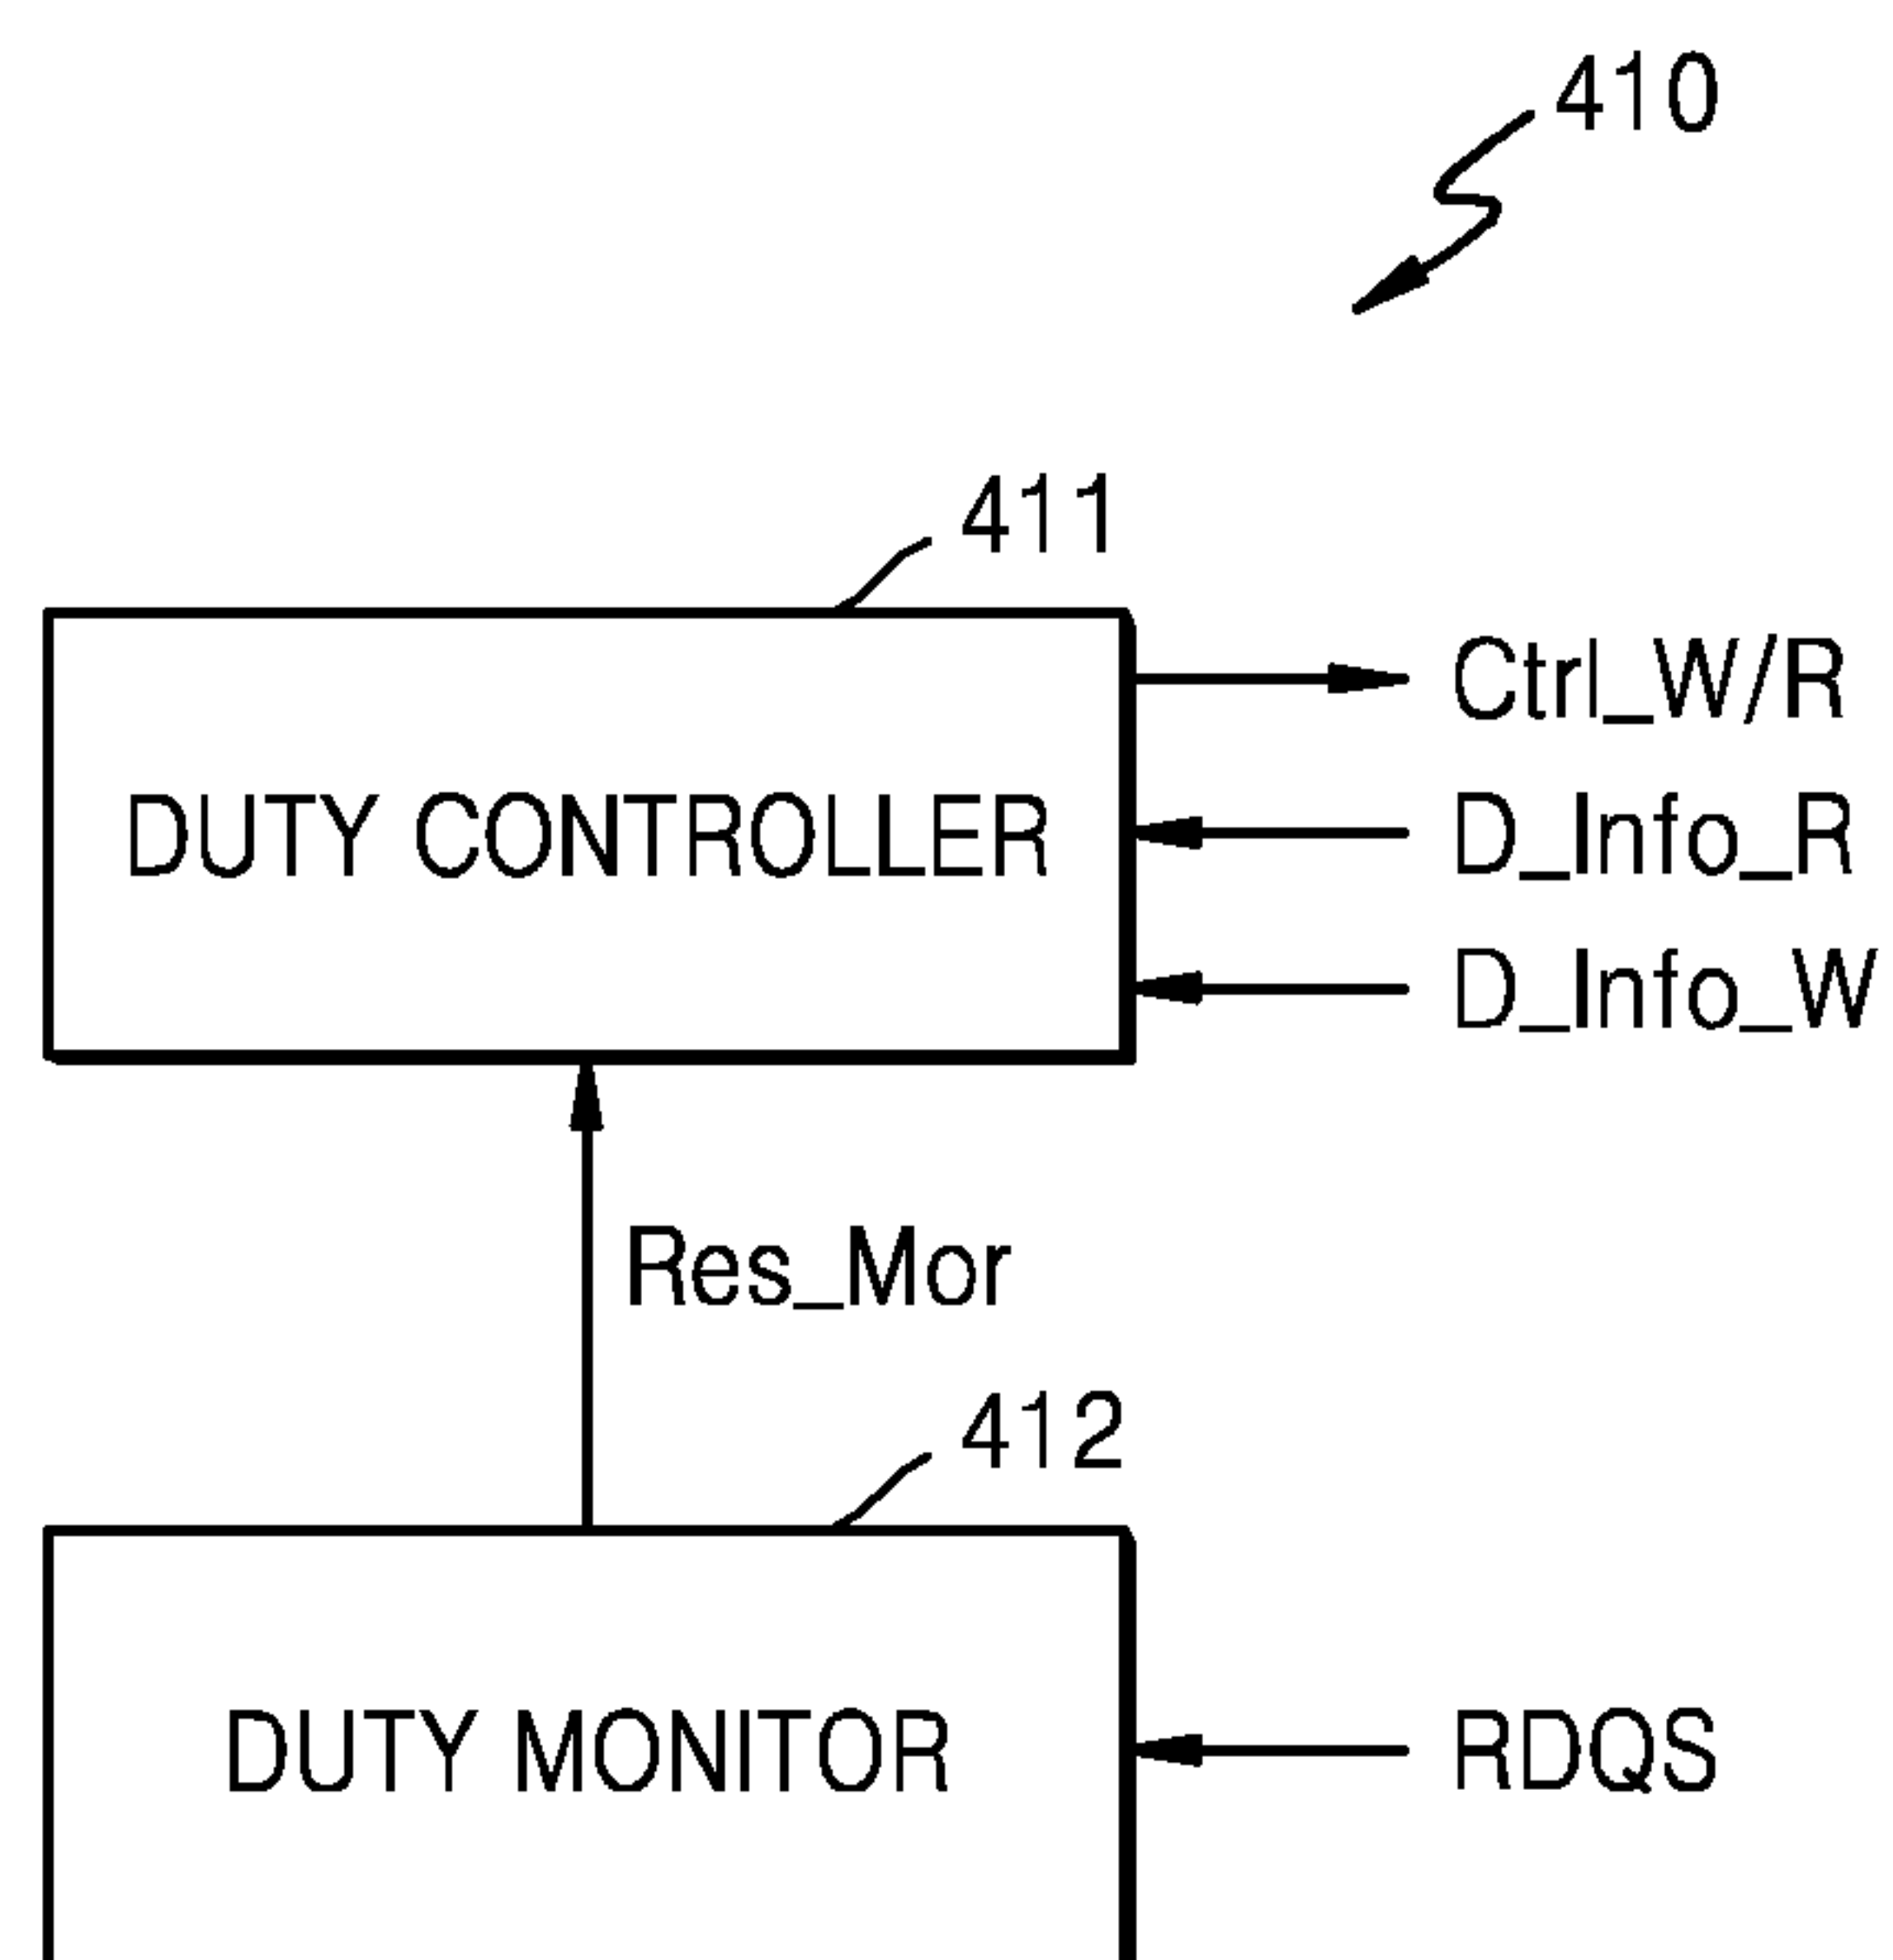 410
411
Ctrl_W/R
DUTY CONTROLLER
D_Info_R
D_Info_W
Res_Mor
412
DUTY MONITOR
RDQS